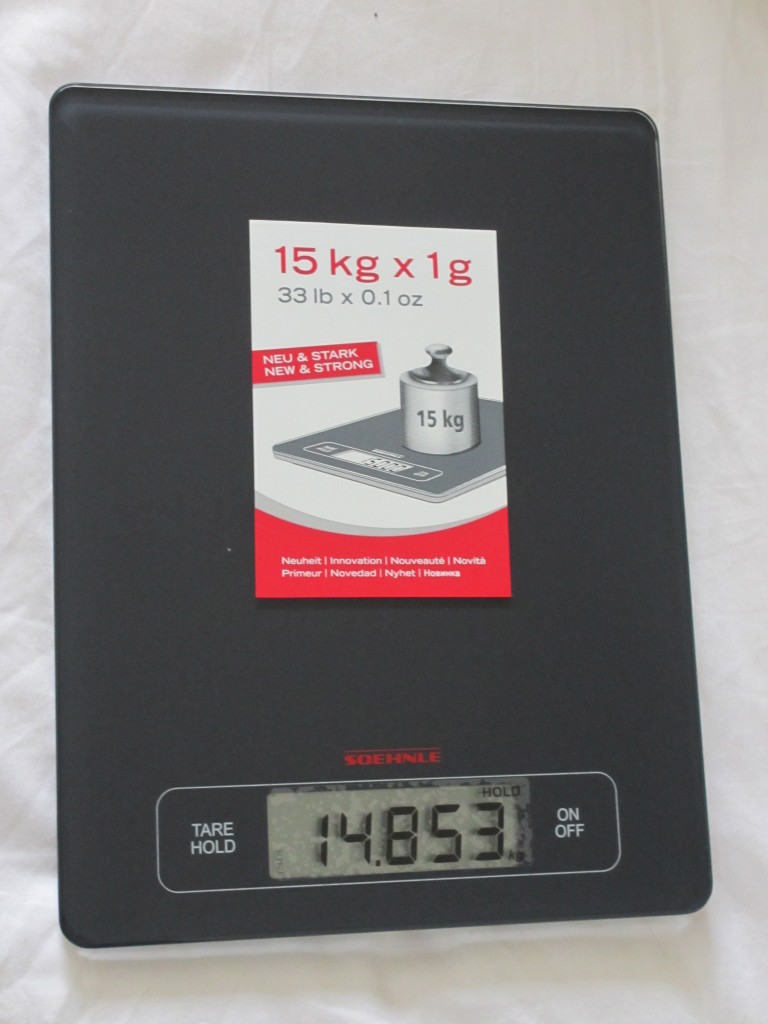 15 kg x 1 g
33 lb x 0.1 oz
NEU & STARK
NEW & STRONG
15 kg
Neuheit | Innovation | Nouveauté | Novità
Primeur | Novedad | Nyhet | Новинка
SOEHNLE
HOLD
TARE
HOLD
14.853
kg
ON
OFF